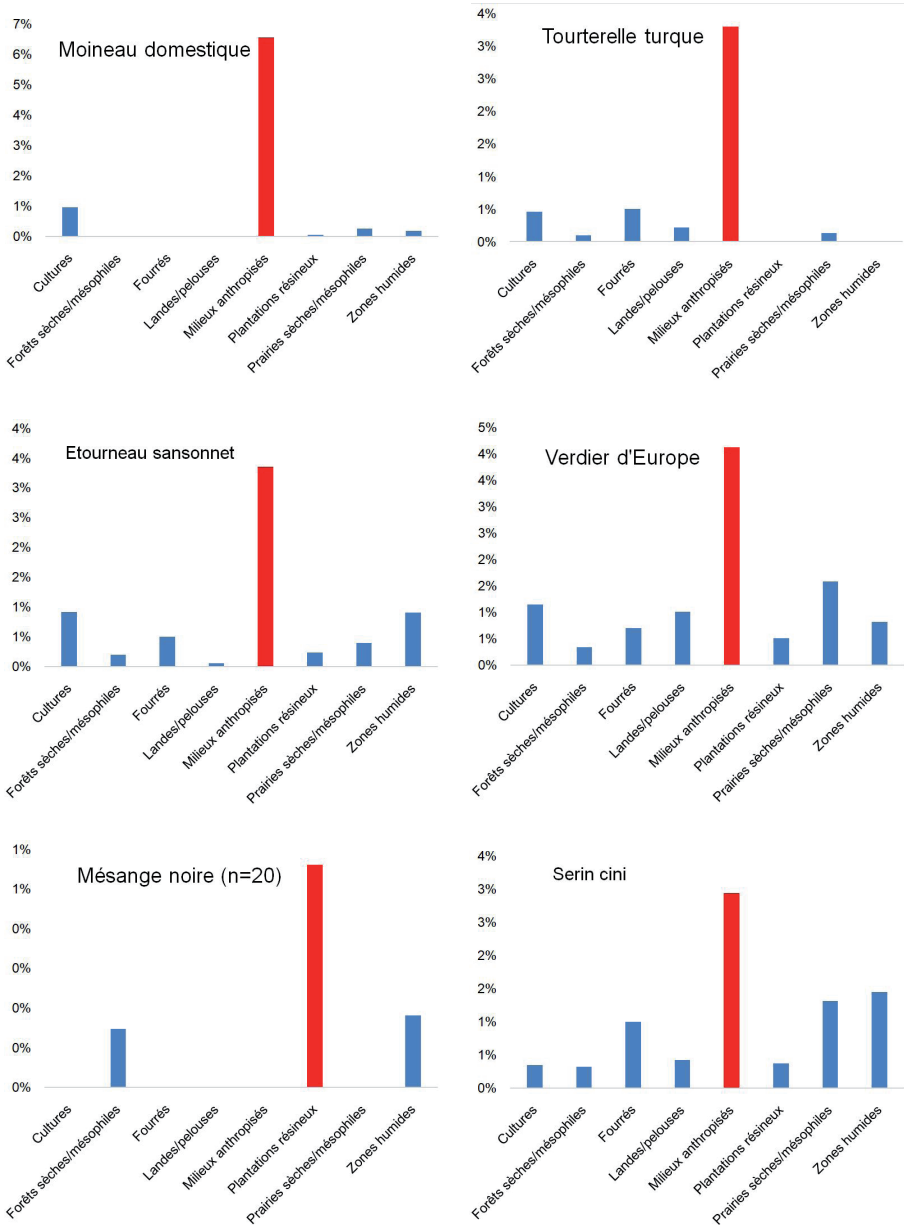 Moineau domestique
7%
6%
5%
4%
3%
2%
1%
0%
Cultures
Forêts sèches/mésophiles
Fourrés
Landes/pelouses
Milieux anthropisés
Plantations résineux
Prairies sèches/mésophiles
Zones humides
Tourterelle turque
4%
3%
3%
2%
2%
1%
1%
0%
Cultures
Forêts sèches/mésophiles
Fourrés
Landes/pelouses
Milieux anthropisés
Plantations résineux
Prairies sèches/mésophiles
Zones humides
Etourneau sansonnet
4%
4%
3%
3%
2%
2%
1%
1%
0%
Cultures
Forêts sèches/mésophiles
Fourrés
Landes/pelouses
Milieux anthropisés
Plantations résineux
Prairies sèches/mésophiles
Zones humides
Verdier d'Europe
5%
4%
4%
3%
3%
2%
2%
1%
1%
0%
Cultures
Forêts sèches/mésophiles
Fourrés
Landes/pelouses
Milieux anthropisés
Plantations résineux
Prairies sèches/mésophiles
Zones humides
Mésange noire (n=20)
1%
1%
0%
0%
0%
0%
0%
Cultures
Forêts sèches/mésophiles
Fourrés
Landes/pelouses
Milieux anthropisés
Plantations résineux
Prairies sèches/mésophiles
Zones humides
Serin cini
4%
3%
3%
2%
2%
1%
1%
0%
Cultures
Forêts sèches/mésophiles
Fourrés
Landes/pelouses
Milieux anthropisés
Plantations résineux
Prairies sèches/mésophiles
Zones humides